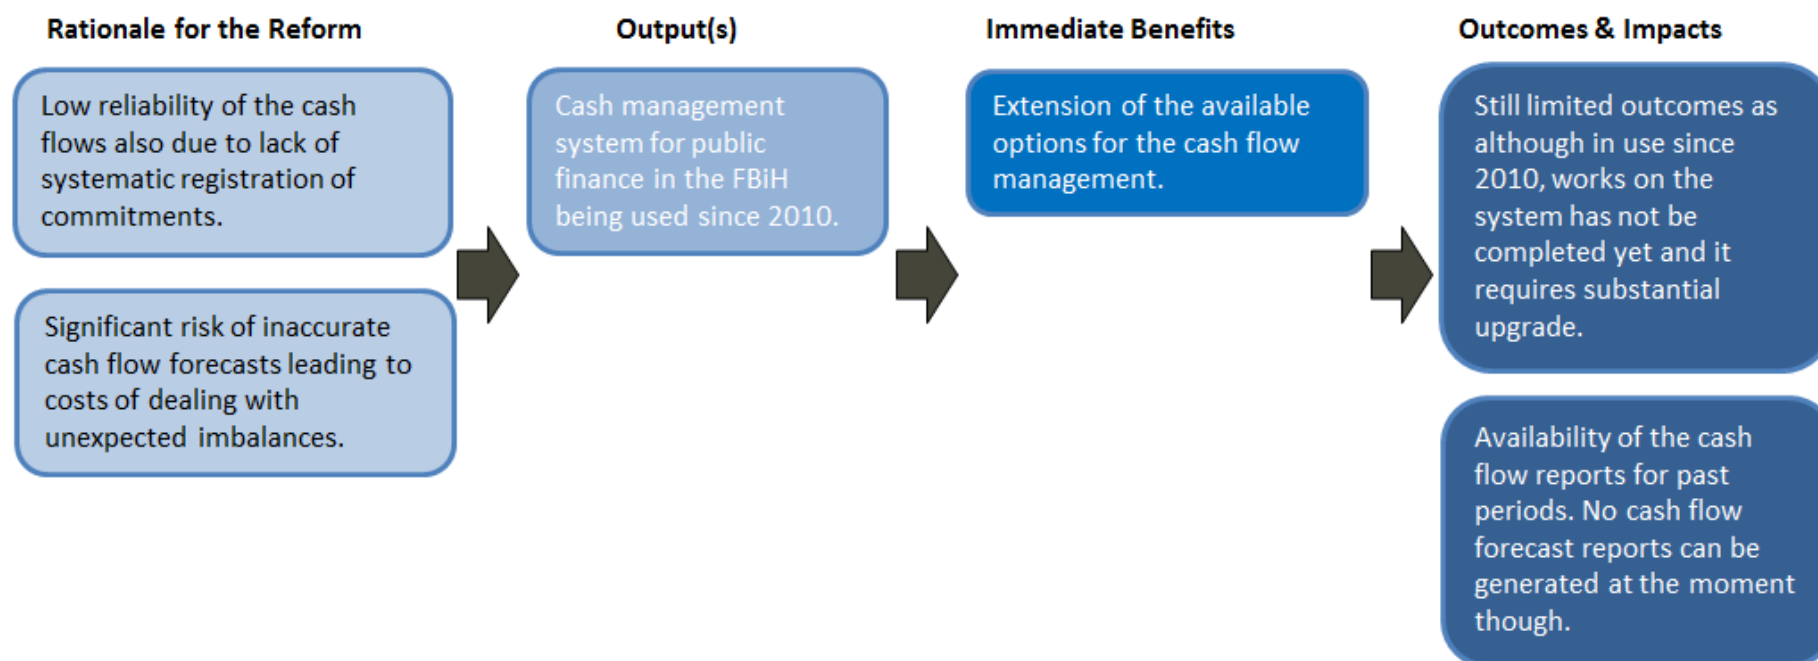 Rationale for the Reform
Low reliability of the cash
flows also due to lack of
systematic registration of
commitments.
Significant risk of inaccurate
cash flow forecasts leading to
costs of dealing with
unexpected imbalances.
Output(s)
Cash management
system for public
finance in the FBiH
being used since 2010.
Immediate Benefits
Extension of the available
options for the cash flow
management.
Outcomes & Impacts
Still limited outcomes as
although in use since
2010, works on the
system has not be
completed yet and it
requires substantial
upgrade.
Availability of the cash
flow reports for past
periods. No cash flow
forecast reports can be
generated at the moment
though.